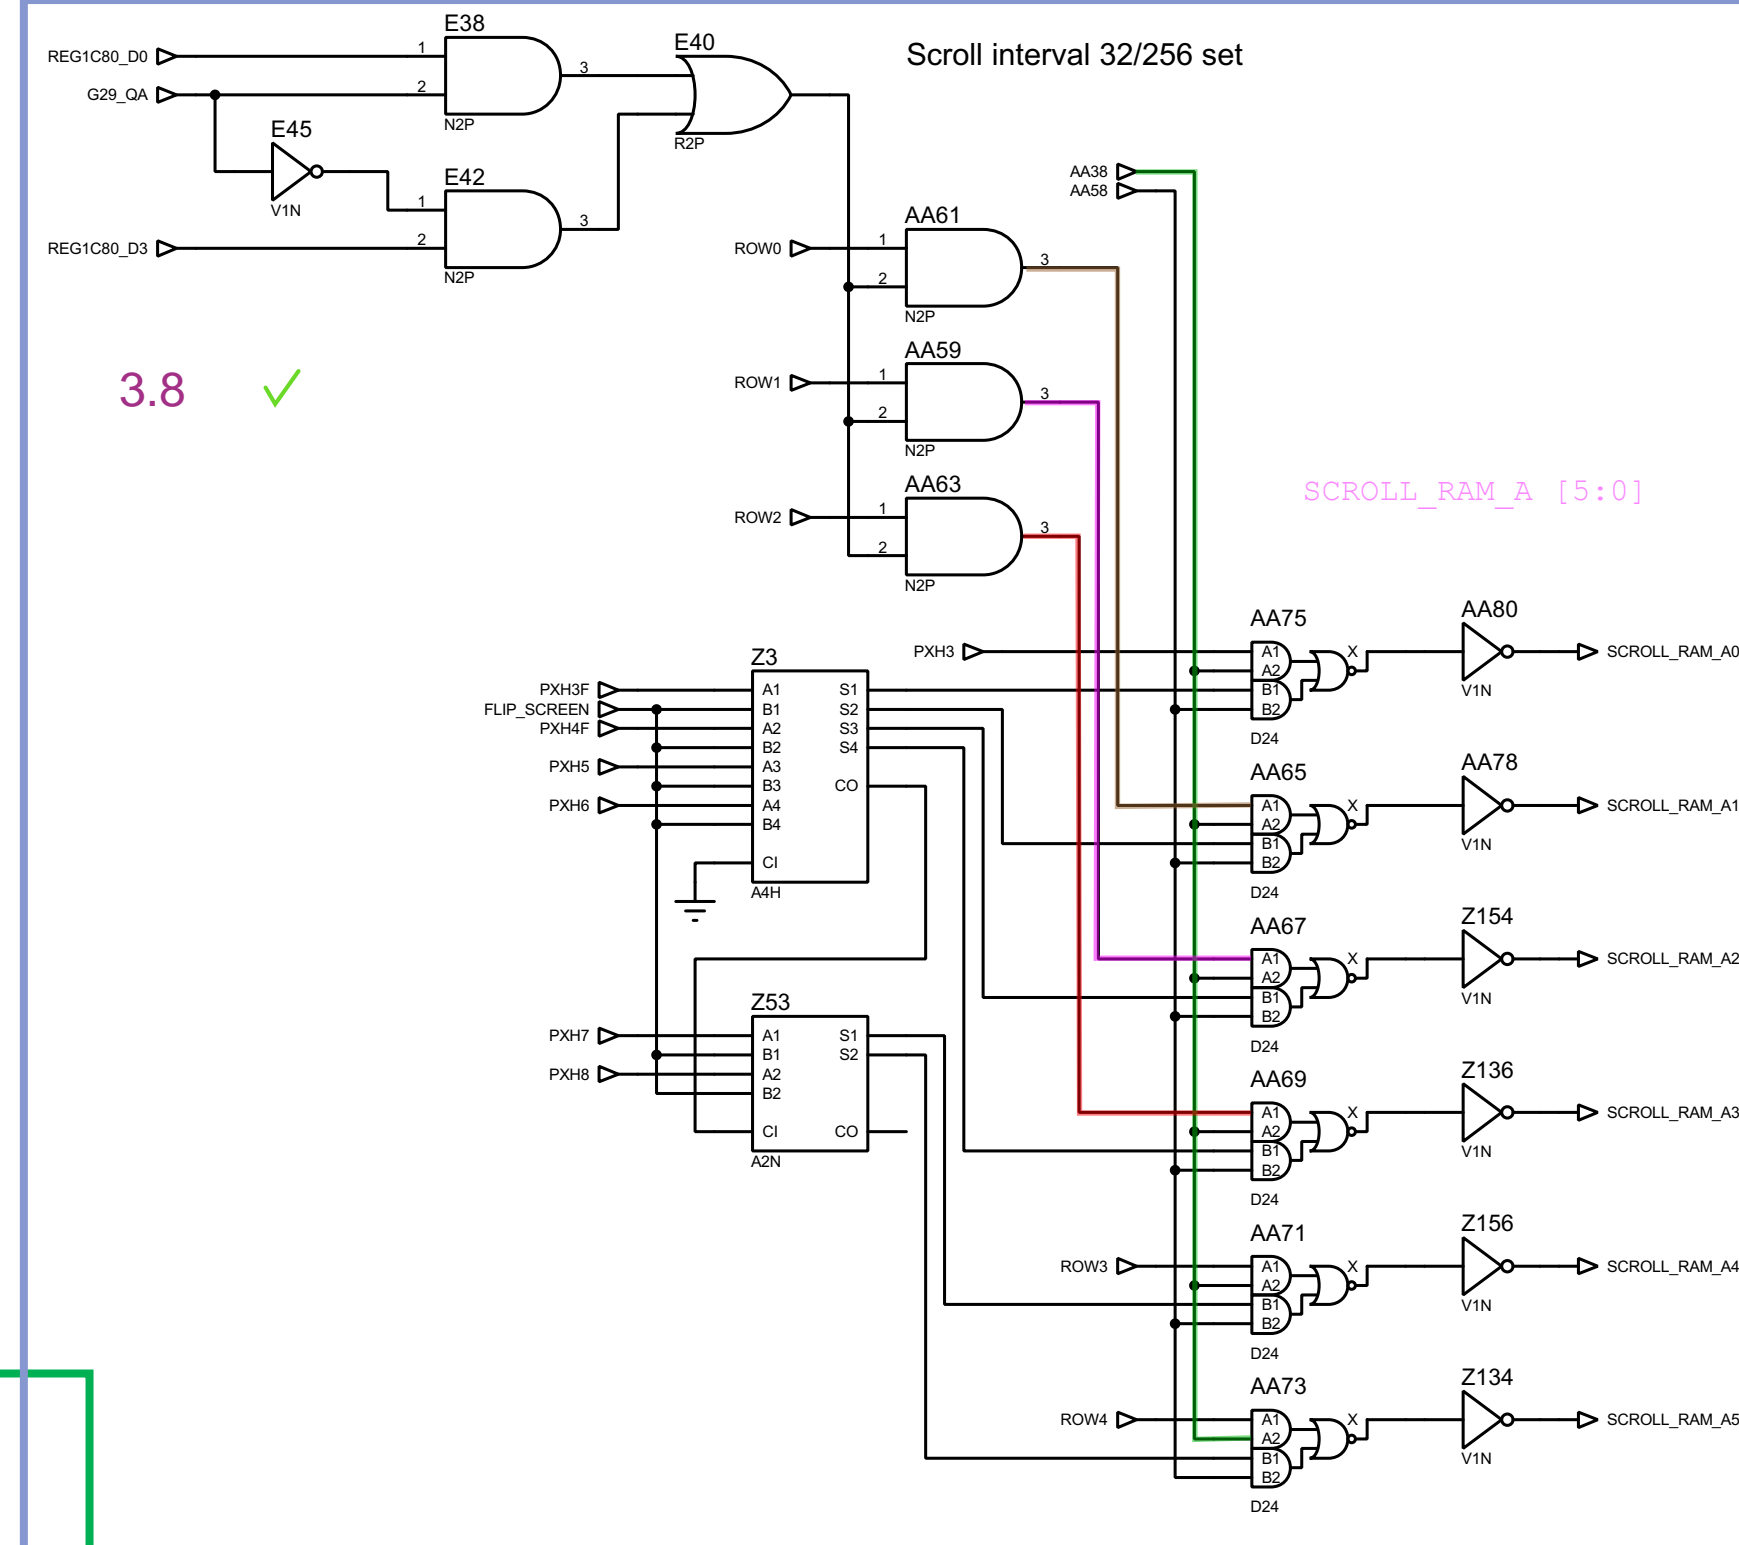 E38
REG1C80_D0
1
3
G29_QA
2
N2P
E45
V1N
E42
1
3
REG1C80_D3
2
N2P
E40
R2P
Scroll interval 32/256 set
AA38
AA58
3.8
AA61
ROW0
1
2
3
N2P
AA59
ROW1
1
2
3
N2P
AA63
ROW2
1
2
3
N2P
SCROLL_RAM_A [5:0]
Z3
PXH3F
A1
S1
FLIP_SCREEN
B1
S2
PXH4F
A2
S3
B2
S4
PXH5
A3
B3
CO
PXH6
A4
B4
CI
A4H
Z53
PXH7
A1
S1
B1
S2
PXH8
A2
B2
CI
CO
A2N
PXH3
AA75
A1
A2
B1
B2
X
D24
AA80
V1N
SCROLL_RAM_A0
AA65
A1
A2
B1
B2
X
D24
AA78
V1N
SCROLL_RAM_A1
AA67
A1
A2
B1
B2
X
D24
Z154
V1N
SCROLL_RAM_A2
AA69
A1
A2
B1
B2
X
D24
Z136
V1N
SCROLL_RAM_A3
AA71
ROW3
A1
A2
B1
B2
X
D24
Z156
V1N
SCROLL_RAM_A4
AA73
ROW4
A1
A2
B1
B2
X
D24
Z134
V1N
SCROLL_RAM_A5